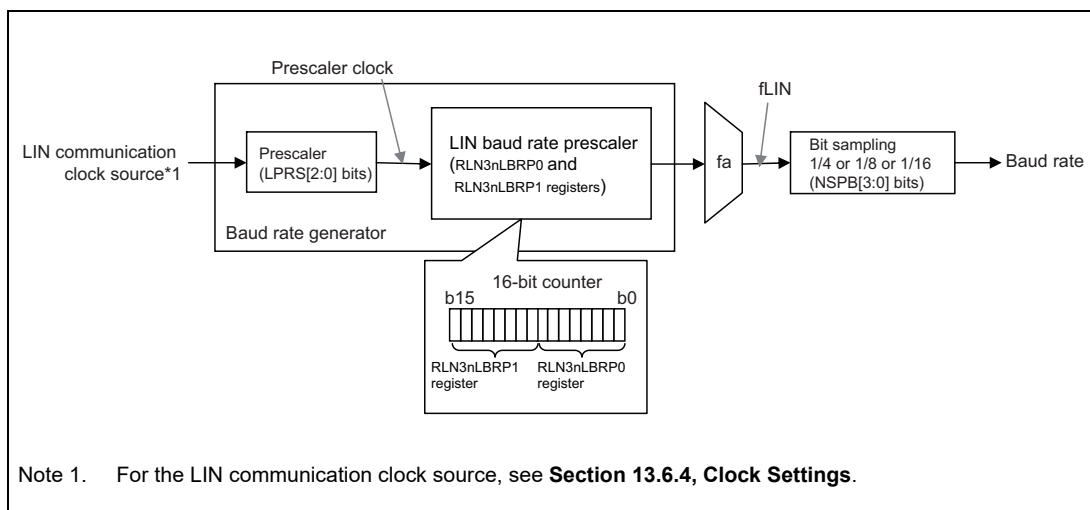 Prescaler clock
fLIN
LIN communication
clock source*1
Prescaler
(LPRS[2:0] bits)
LIN baud rate prescaler
(RLN3nLBRP0 and
RLN3nLBRP1 registers)
fa
Bit sampling
1/4 or 1/8 or 1/16
(NSPB[3:0] bits)
Baud rate
Baud rate generator
16-bit counter
b15 b0
RLN3nLBRP1
register
RLN3nLBRP0
register
Note 1. For the LIN communication clock source, see Section 13.6.4, Clock Settings.